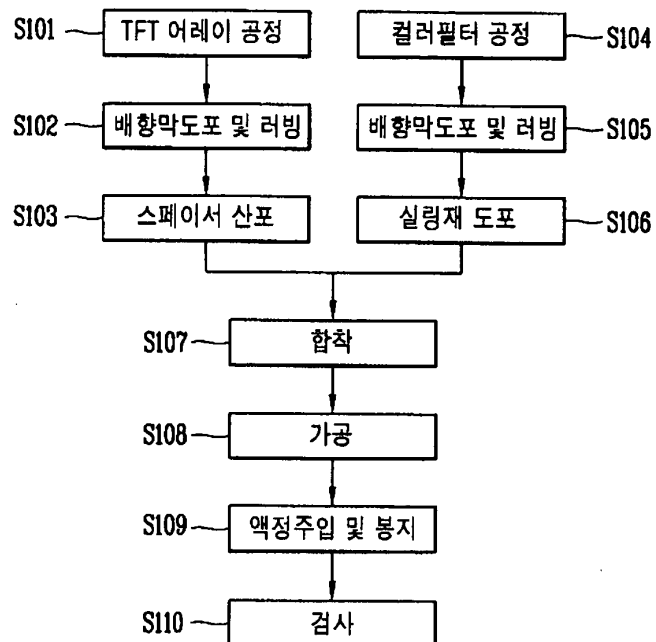 S101 TFT 어레이 공정
컬러필터 공정 S104
S102 배향막도포 및 러빙
배향막도포 및 러빙 S105
S103 스페이서 산포
실링재 도포 S106
S107 합착
S108 가공
S109 액정주입 및 봉지
S110 검사